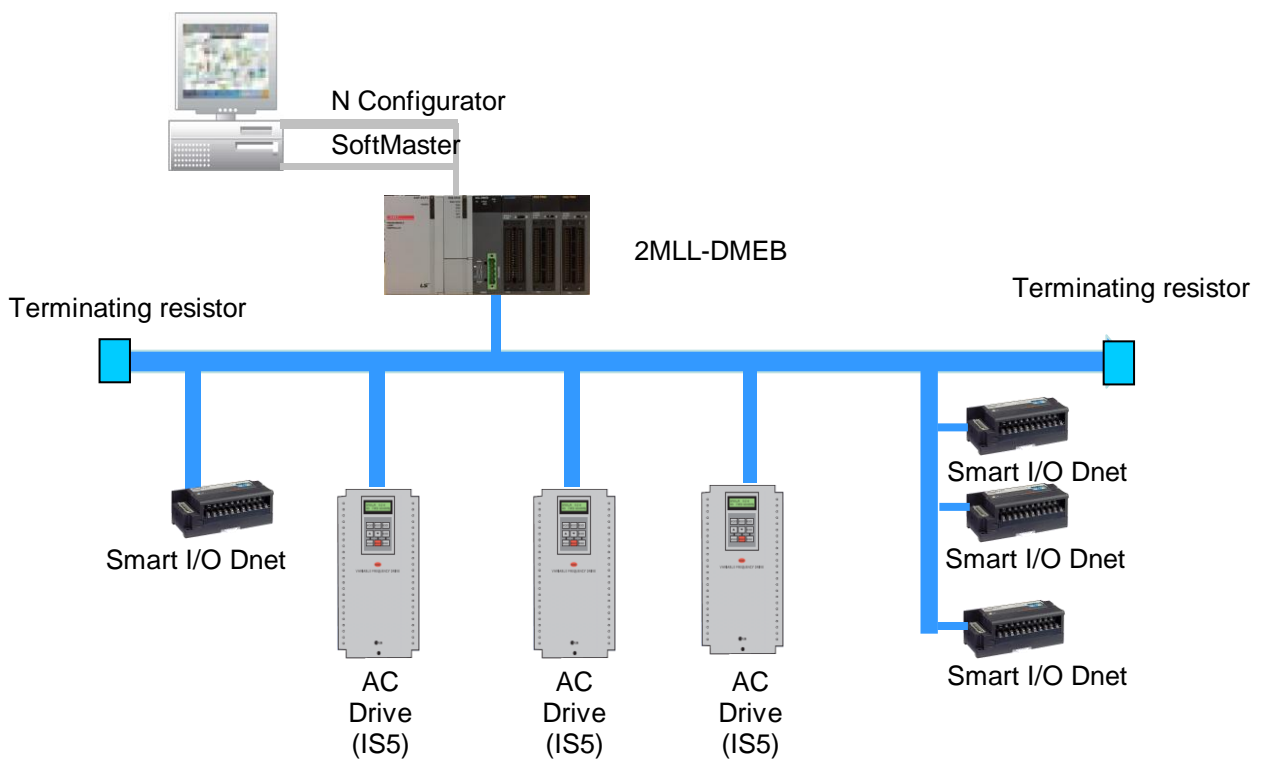 N Configurator
SoftMaster
2MLL-DMEB
Terminating resistor
Terminating resistor
Smart I/O Dnet
AC
Drive
(IS5)
AC
Drive
(IS5)
AC
Drive
(IS5)
Smart I/O Dnet
Smart I/O Dnet
Smart I/O Dnet